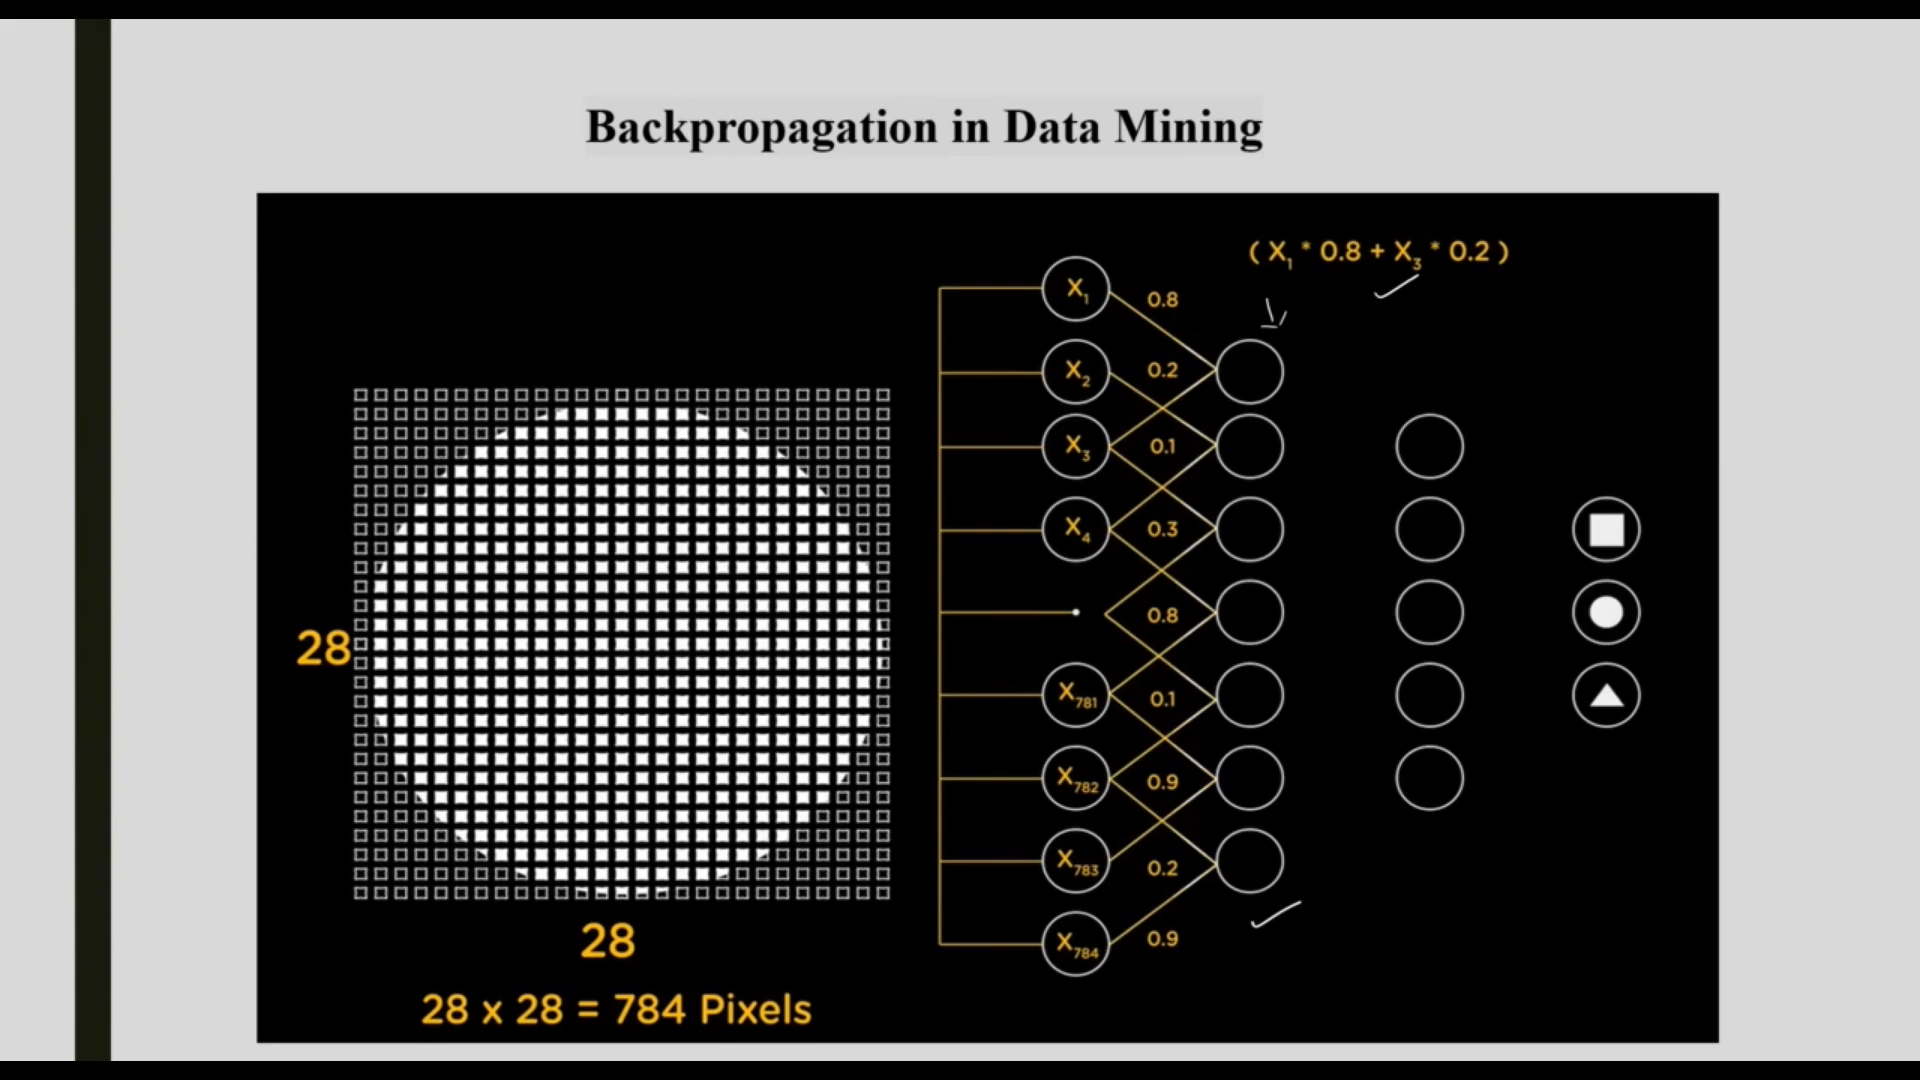 Backpropagation in Data Mining
( X₁ * 0.8 + X₃ * 0.2 )
X₁
0.8
X₂
0.2
X₃
0.1
X₄
0.3
0.8
28
X₇₈₁
0.1
X₇₈₂
0.9
X₇₈₃
0.2
X₇₈₄
0.9
28
28 x 28 = 784 Pixels